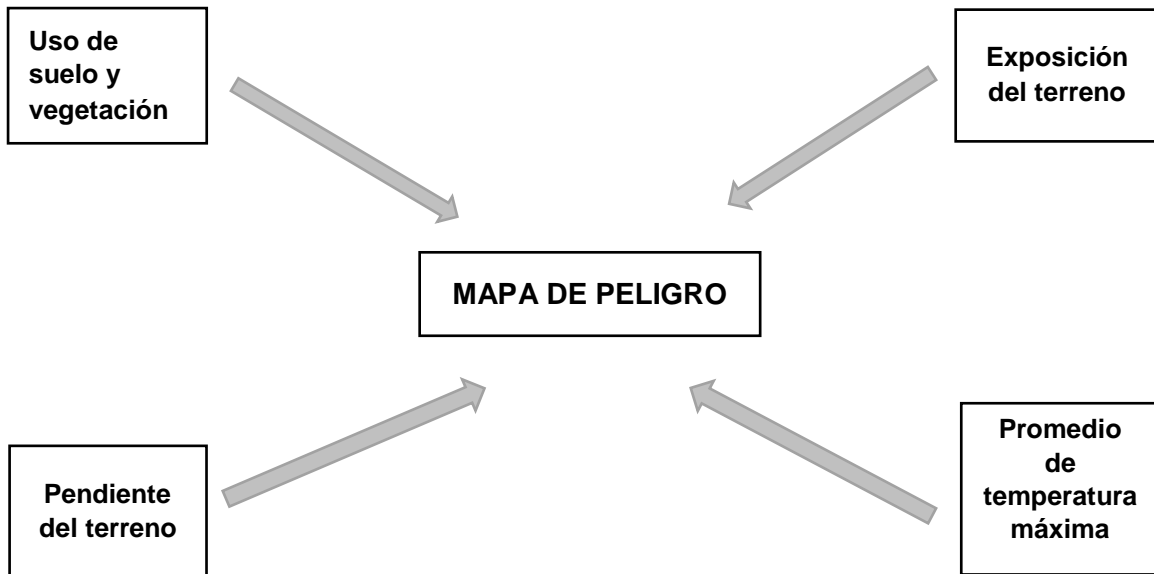 Uso de
suelo y
vegetación
Exposición
del terreno
MAPA DE PELIGRO
Pendiente
del terreno
Promedio
de
temperatura
máxima